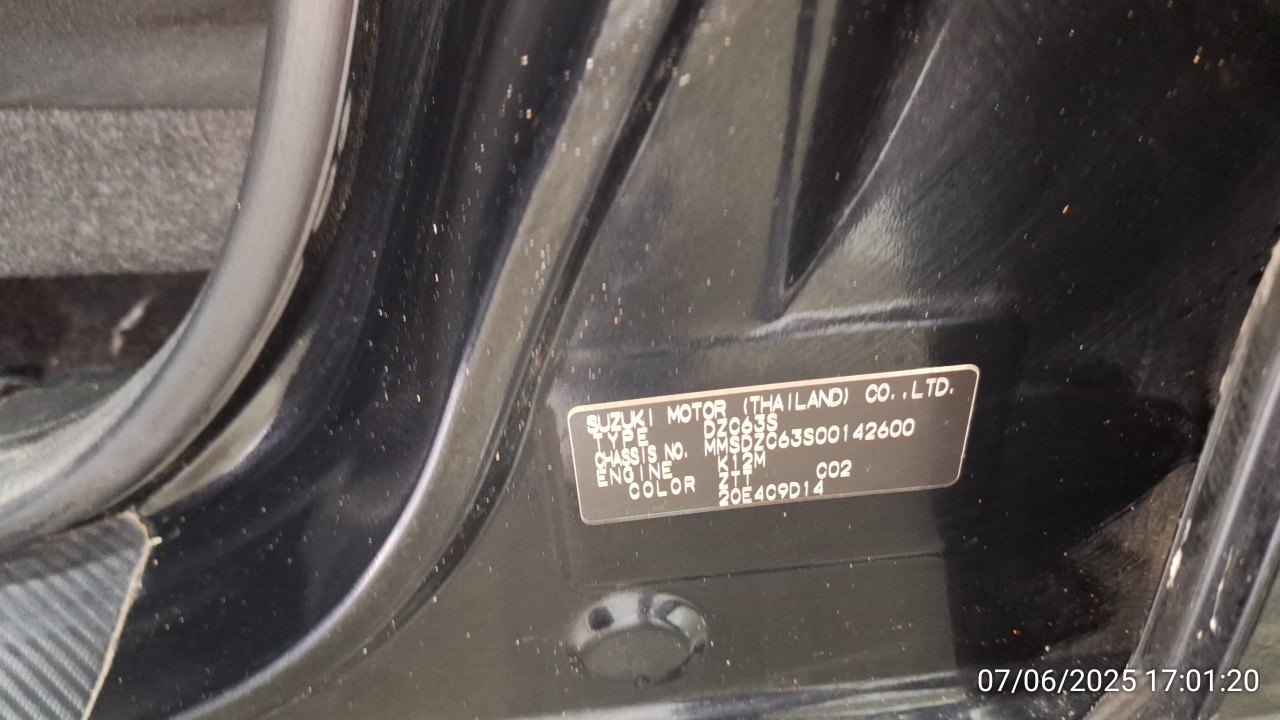 SUZUKI MOTOR (THAILAND) CO.,LTD.
TYPE DZC63S
CHASSIS NO. MMSDZC63S00142600
ENGINE K12M
COLOR ZTT C02
20E4C9D14
07/06/2025 17:01:20